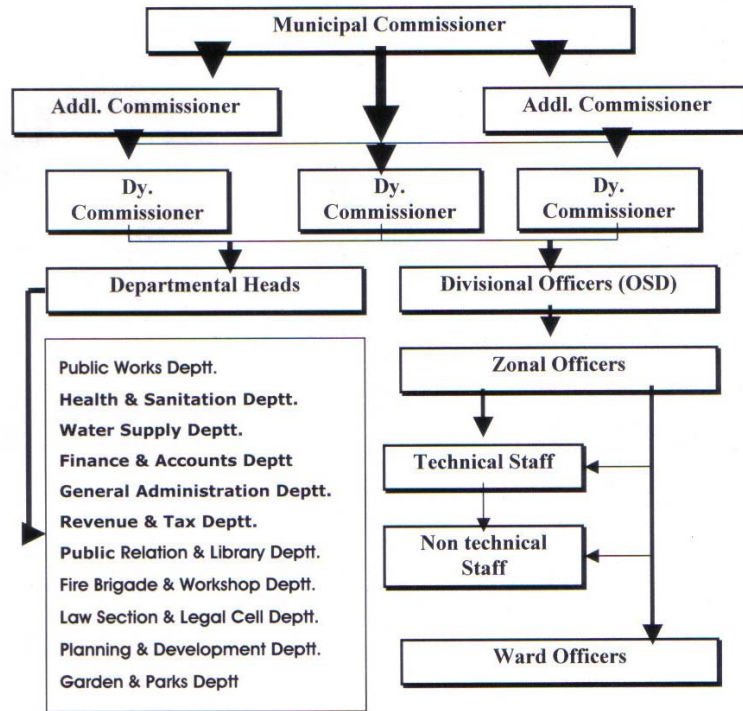 Municipal Commissioner
Addl. Commissioner
Addl. Commissioner
Dy.
Commissioner
Dy.
Commissioner
Dy.
Commissioner
Departmental Heads
Divisional Officers (OSD)
Public Works Deptt.
Health & Sanitation Deptt.
Water Supply Deptt.
Finance & Accounts Deptt
General Administration Deptt.
Revenue & Tax Deptt.
Public Relation & Library Deptt.
Fire Brigade & Workshop Deptt.
Law Section & Legal Cell Deptt.
Planning & Development Deptt.
Garden & Parks Deptt
Zonal Officers
Technical Staff
Non technical
Staff
Ward Officers